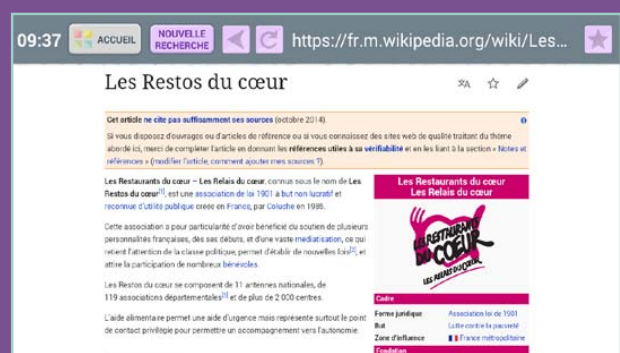 09:37 ACCUEIL NOUVELLE RECHERCHE https://fr.m.wikipedia.org/wiki/Les...
Les Restos du cœur
Cet article ne cite pas suffisamment ses sources (octobre 2014).
Si vous disposez d'ouvrages ou d'articles de référence ou si vous connaissez des sites web de qualité traitant du thème
abordé ici, merci de compléter l'article en donnant les références utiles à sa vérifiabilité et en les liant à la section « Notes et
références » (modifier l'article, comment ajouter mes sources ?).
Les Restaurants du cœur – Les Relais du cœur, connus sous le nom de Les
Restos du cœur[1], est une association de loi 1901 à but non lucratif et
reconnue d'utilité publique créée en France, par Coluche en 1985.
Cette association a pour particularité d'avoir bénéficié du soutien de plusieurs
personnalités françaises, dès ses débuts, et d'une vaste médiatisation, ce qui
retient l'attention de la classe politique, permet d'établir de nouvelles lois[2], et
attire la participation de nombreux bénévoles.
Les Restos du cœur se composent de 11 antennes nationales, de
119 associations départementales[3] et de plus de 2 000 centres.
L'aide alimentaire permet une aide d'urgence mais représente surtout le point
de contact privilégié pour permettre un accompagnement vers l'autonomie.
Les Restaurants du cœur
Les Relais du cœur
LES RESTAURANTS
DU CŒUR
LES RELAIS DU CŒUR
Cadre
Forme juridique Association loi de 1901
But Lutte contre la pauvreté
Zone d'influence France métropolitaine
Fondation